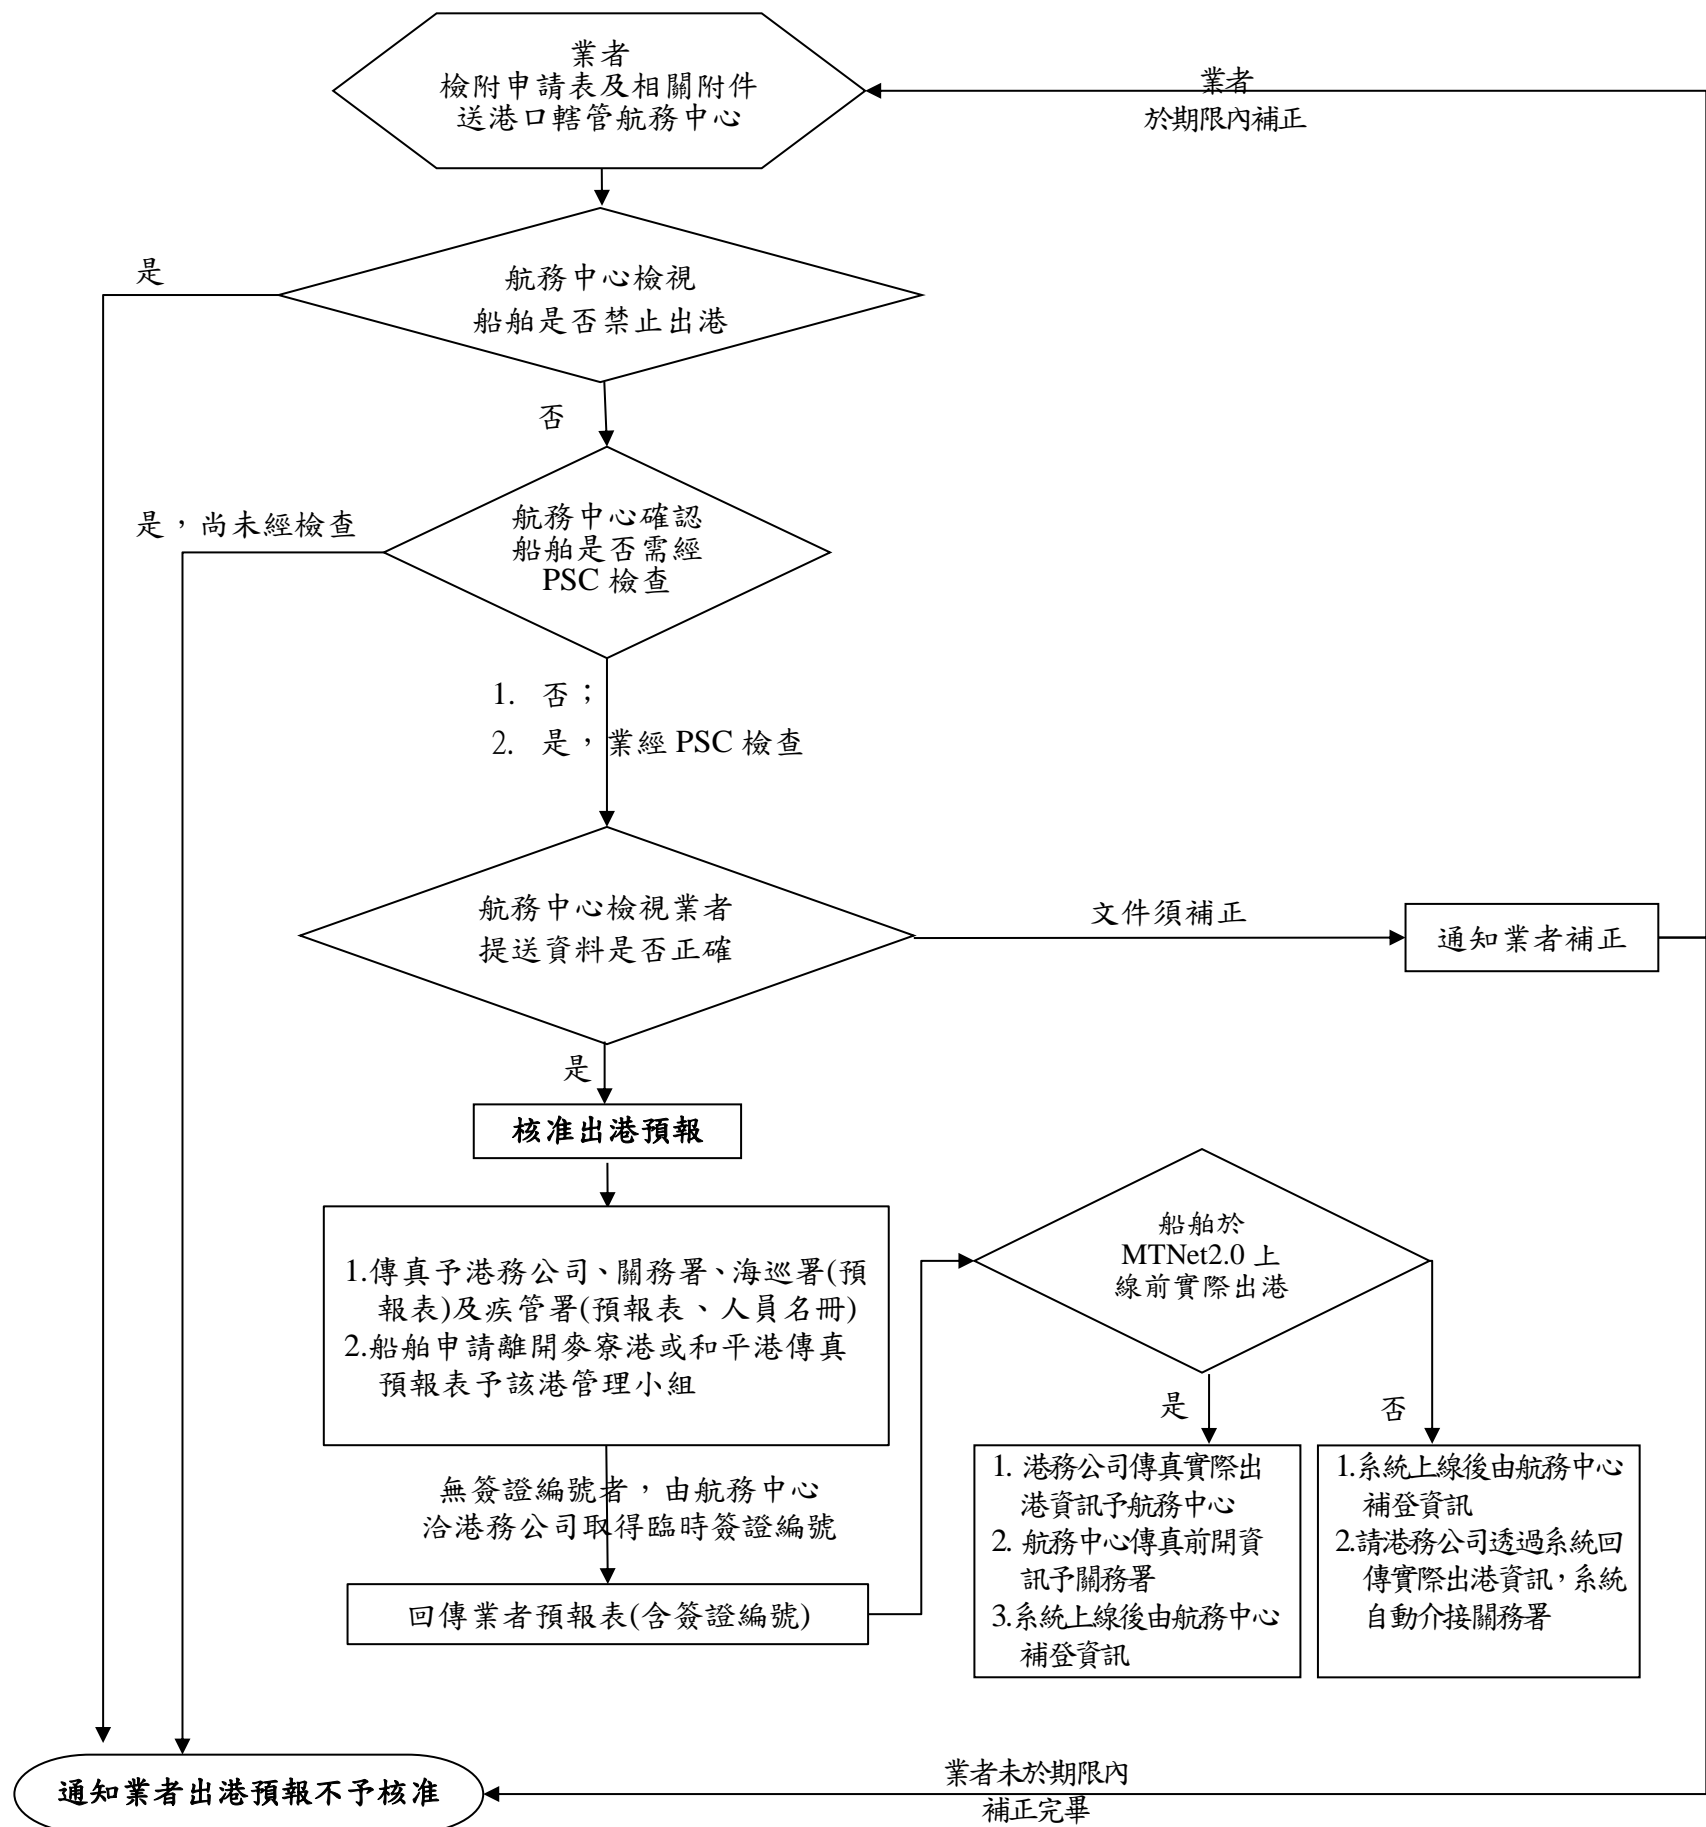 業者
檢附申請表及相關附件
送港口轄管航務中心
業者
於期限內補正
是
航務中心檢視
船舶是否禁止出港
否
是，尚未經檢查
航務中心確認
船舶是否需經
PSC 檢查
1. 否；
2. 是，業經 PSC 檢查
航務中心檢視業者
提送資料是否正確
文件須補正
通知業者補正
是
核准出港預報
1.傳真予港務公司、關務署、海巡署(預
報表)及疾管署(預報表、人員名冊)
2.船舶申請離開麥寮港或和平港傳真
預報表予該港管理小組
船舶於
MTNet2.0 上
線前實際出港
是
否
無簽證編號者，由航務中心
洽港務公司取得臨時簽證編號
回傳業者預報表(含簽證編號)
1. 港務公司傳真實際出
港資訊予航務中心
2. 航務中心傳真前開資
訊予關務署
3.系統上線後由航務中心
補登資訊
1.系統上線後由航務中心
補登資訊
2.請港務公司透過系統回
傳實際出港資訊，系統
自動介接關務署
通知業者出港預報不予核准
業者未於期限內
補正完畢